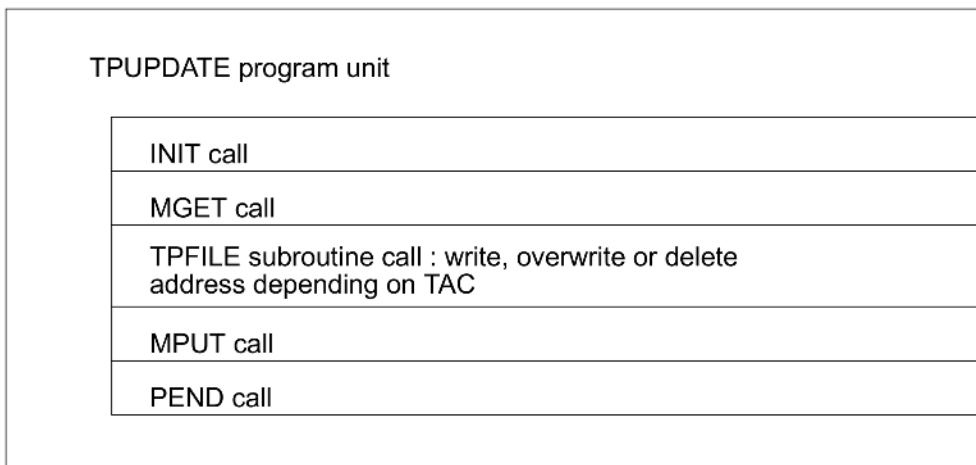 TPUPDATE program unit
INIT call
MGET call
TPFILE subroutine call : write, overwrite or delete
address depending on TAC
MPUT call
PEND call